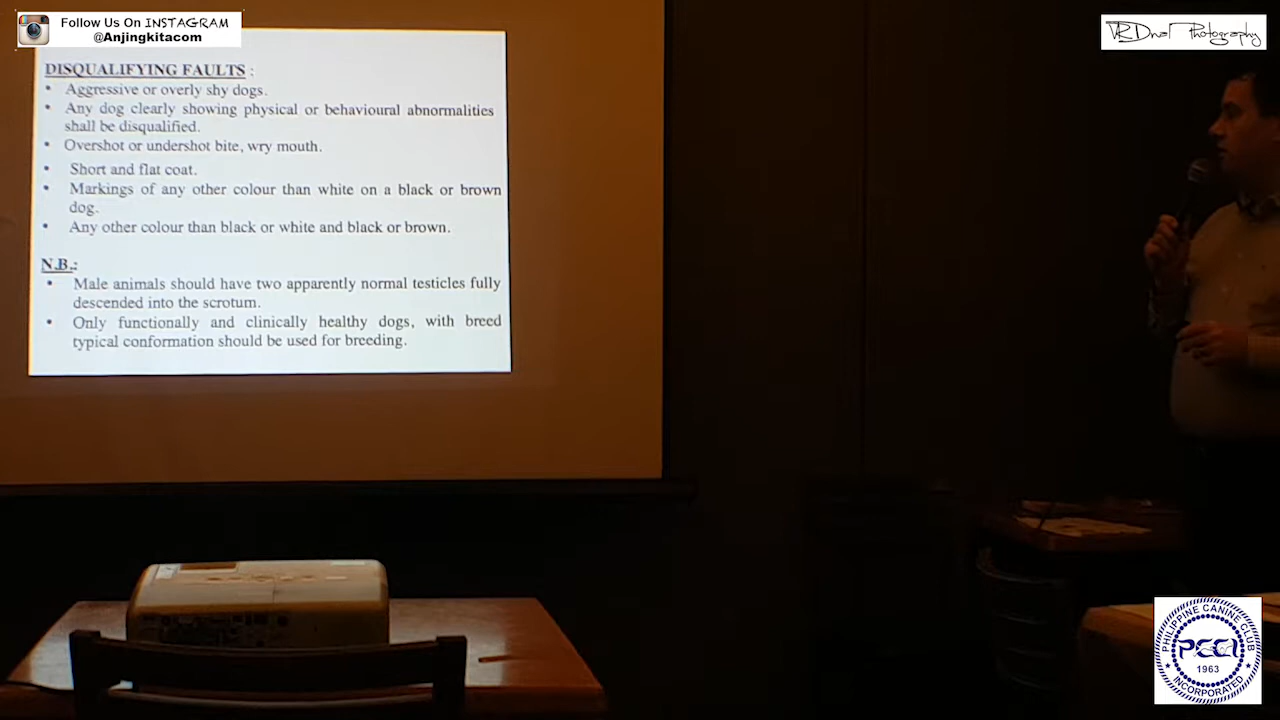 Follow Us On INSTAGRAM
@Anjingkitacom
VRDnal Photography
DISQUALIFYING FAULTS :
• Aggressive or overly shy dogs.
• Any dog clearly showing physical or behavioural abnormalities
shall be disqualified.
• Overshot or undershot bite, wry mouth.
• Short and flat coat.
• Markings of any other colour than white on a black or brown
dog.
• Any other colour than black or white and black or brown.
N.B.:
• Male animals should have two apparently normal testicles fully
descended into the scrotum.
• Only functionally and clinically healthy dogs, with breed
typical conformation should be used for breeding.
PHILIPPINE CANINE CLUB
PCCI
1963
INCORPORATED